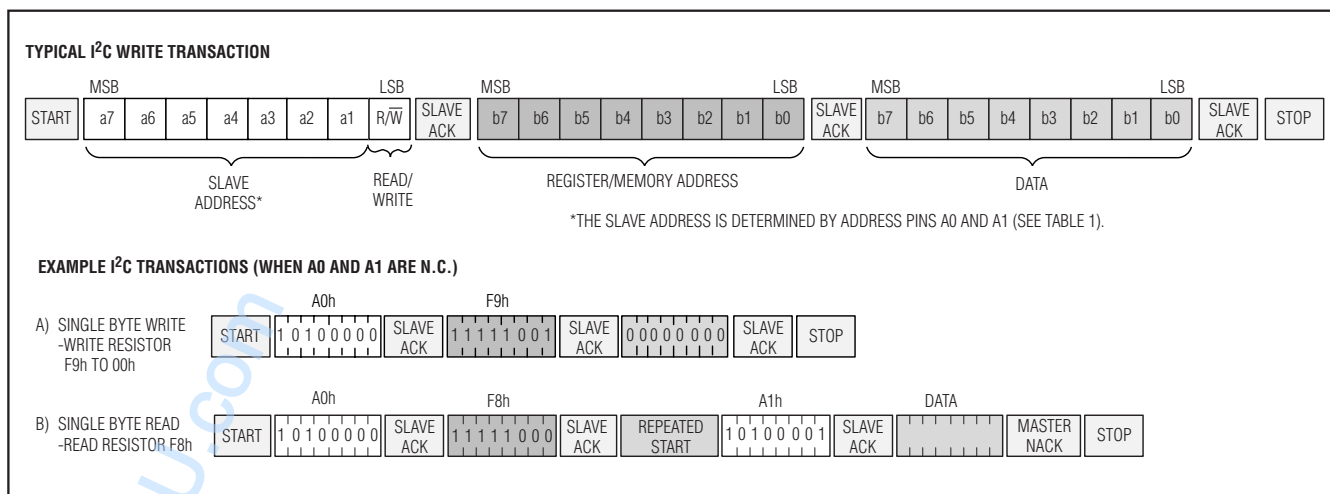 TYPICAL I2C WRITE TRANSACTION
MSB LSB MSB LSB MSB LSB
START a7 a6 a5 a4 a3 a2 a1 R/W̅ SLAVE ACK b7 b6 b5 b4 b3 b2 b1 b0 SLAVE ACK b7 b6 b5 b4 b3 b2 b1 b0 SLAVE ACK STOP
SLAVE ADDRESS* READ/WRITE REGISTER/MEMORY ADDRESS DATA
*THE SLAVE ADDRESS IS DETERMINED BY ADDRESS PINS A0 AND A1 (SEE TABLE 1).
EXAMPLE I2C TRANSACTIONS (WHEN A0 AND A1 ARE N.C.)
A0h F9h
A) SINGLE BYTE WRITE
-WRITE RESISTOR
F9h TO 00h
START 1 0 1 0 0 0 0 0 SLAVE ACK 1 1 1 1 1 0 0 1 SLAVE ACK 0 0 0 0 0 0 0 0 SLAVE ACK STOP
A0h F8h A1h DATA
B) SINGLE BYTE READ
-READ RESISTOR F8h
START 1 0 1 0 0 0 0 0 SLAVE ACK 1 1 1 1 1 0 0 0 SLAVE ACK REPEATED START 1 0 1 0 0 0 0 1 SLAVE ACK MASTER NACK STOP
U.com